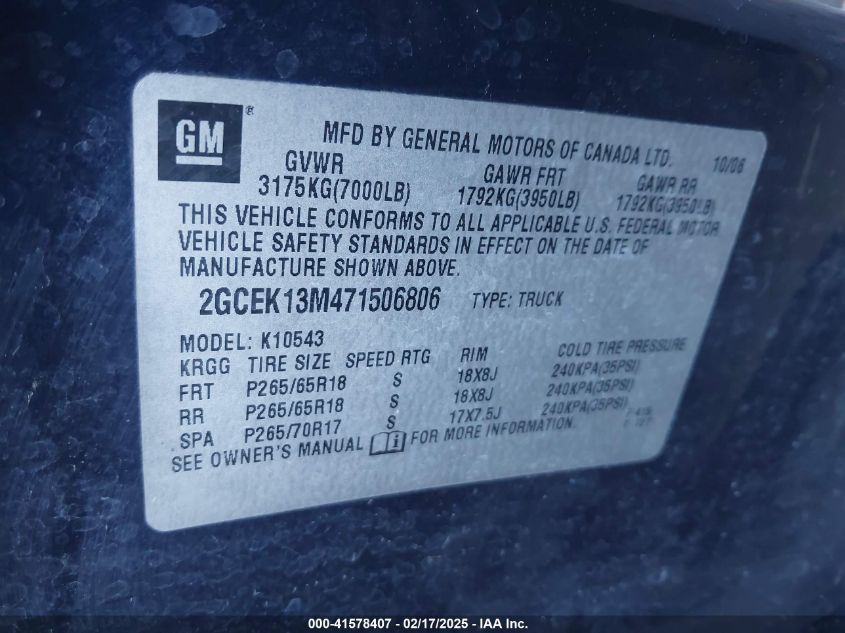 GM ®
MFD BY GENERAL MOTORS OF CANADA LTD. 10/06
GVWR GAWR FRT GAWR RR
3175KG(7000LB) 1792KG(3950LB) 1792KG(3950LB)
THIS VEHICLE CONFORMS TO ALL APPLICABLE U.S. FEDERAL MOTOR
VEHICLE SAFETY STANDARDS IN EFFECT ON THE DATE OF
MANUFACTURE SHOWN ABOVE.
2GCEK13M471506806 TYPE: TRUCK
MODEL: K10543
KRGG TIRE SIZE SPEED RTG RIM COLD TIRE PRESSURE
FRT P265/65R18 S 18X8J 240KPA(35PSI)
RR P265/65R18 S 18X8J 240KPA(35PSI)
SPA P265/70R17 S 17X7.5J 240KPA(35PSI)
SEE OWNER'S MANUAL i FOR MORE INFORMATION.
000-41578407 - 02/17/2025 - IAA Inc.